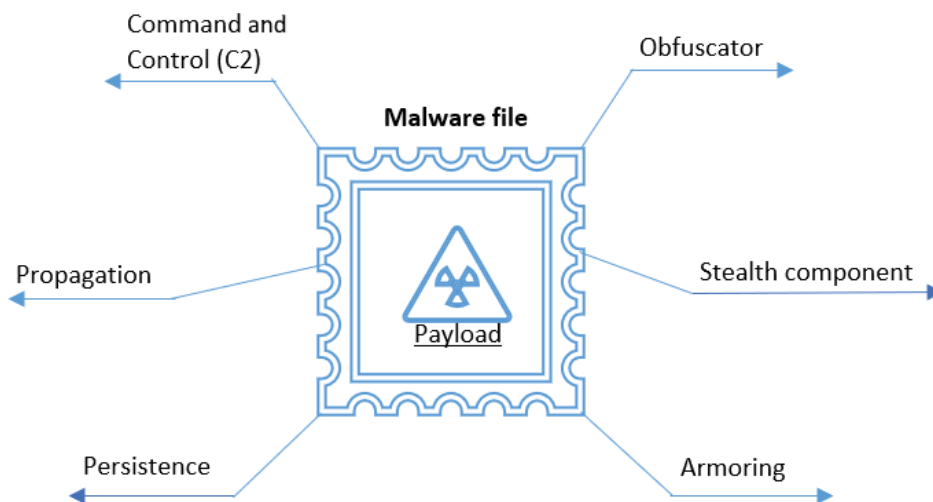 Command and
Control (C2)
Obfuscator
Malware file
Propagation
Stealth component
Payload
Persistence
Armoring